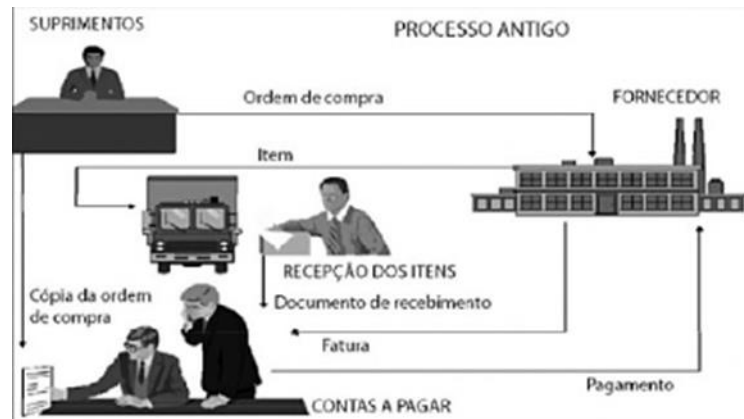 SUPRIMENTOS
PROCESSO ANTIGO
Ordem de compra
FORNECEDOR
Item
RECEPÇÃO DOS ITENS
Cópia da ordem
de compra
Documento de recebimento
Fatura
Pagamento
CONTAS A PAGAR